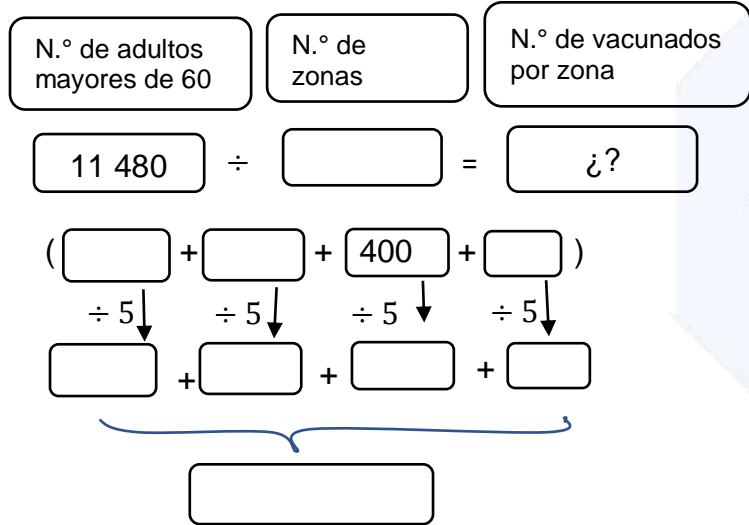 N.° de adultos
mayores de 60
N.° de
zonas
N.° de vacunados
por zona
11 480 ÷ = ¿?
( + + 400 + )
÷ 5 ÷ 5 ÷ 5 ÷ 5
+ + +